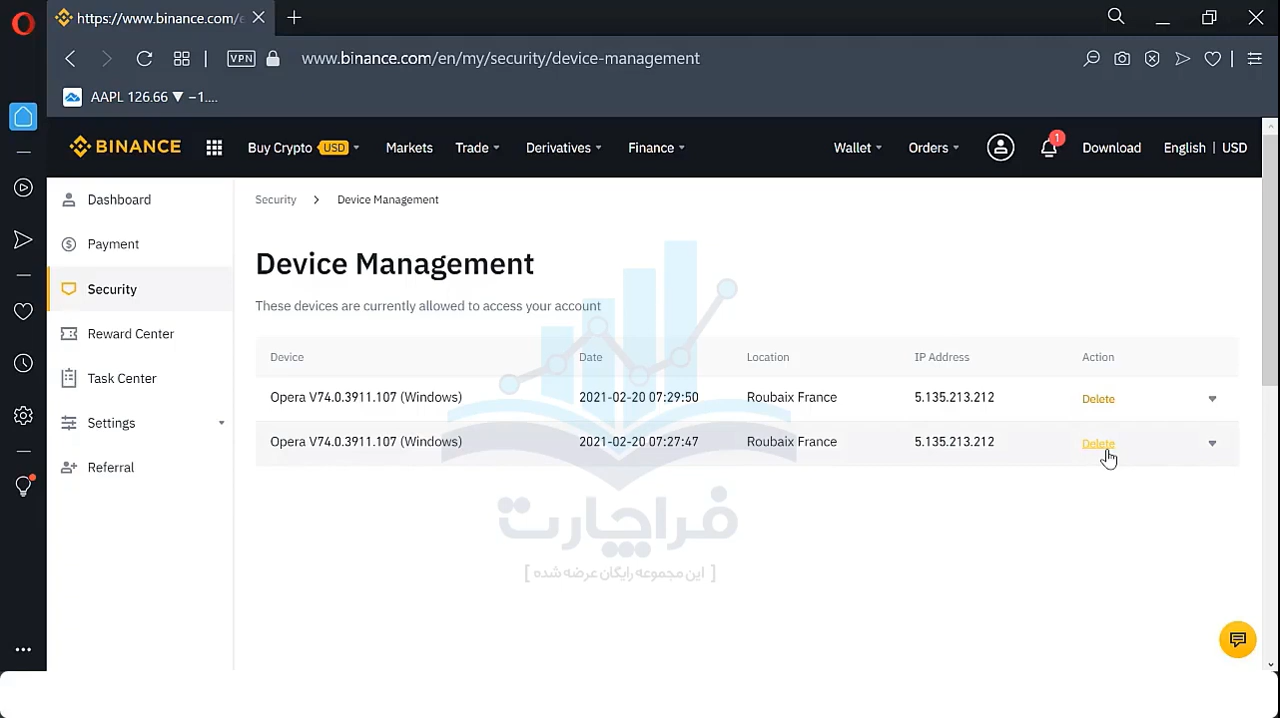 https://www.binance.com/e
VPN
www.binance.com/en/my/security/device-management
AAPL 126.66 ▼ −1....
BINANCE
Buy Crypto USD
Markets
Trade
Derivatives
Finance
Wallet
Orders
1
Download
English | USD
Dashboard
Payment
Security
Reward Center
Task Center
Settings
Referral
Security > Device Management
Device Management
These devices are currently allowed to access your account
Device Date Location IP Address Action
Opera V74.0.3911.107 (Windows) 2021-02-20 07:29:50 Roubaix France 5.135.213.212 Delete
Opera V74.0.3911.107 (Windows) 2021-02-20 07:27:47 Roubaix France 5.135.213.212 Delete
فراچارت
[ این مجموعه رایگان عرضه شده ]